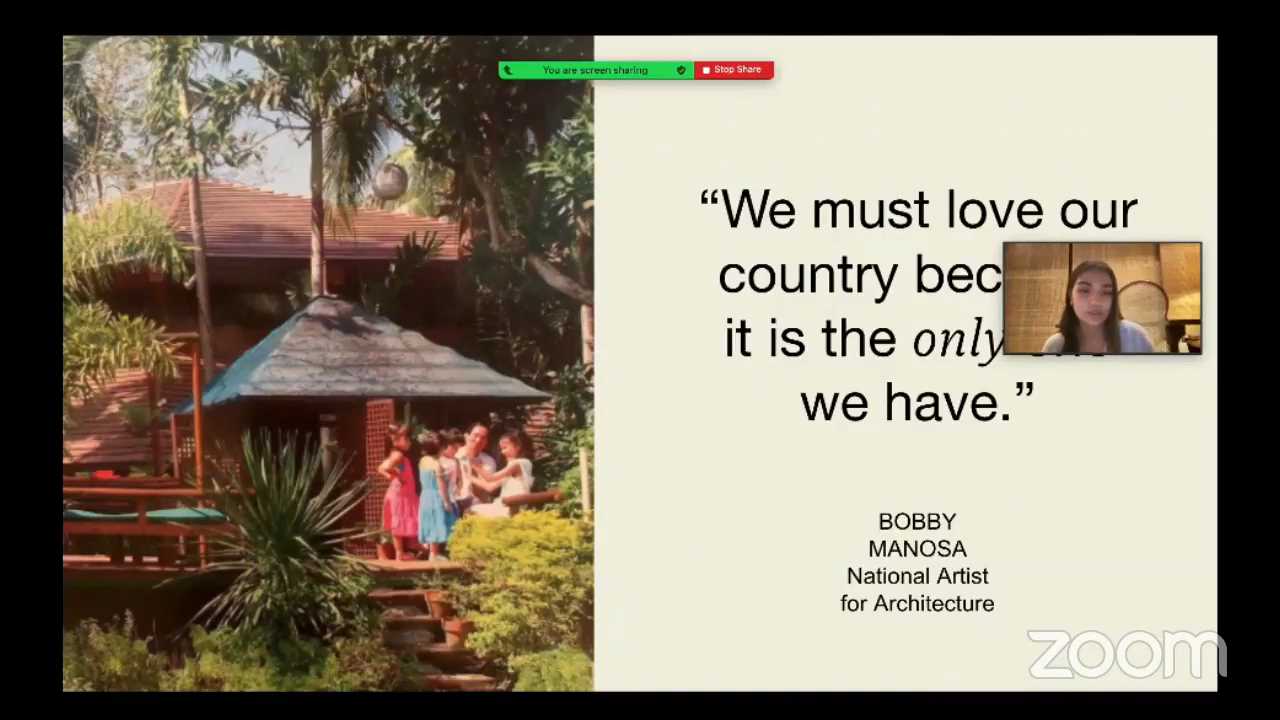 You are screen sharing
Stop Share
“We must love our
country bec
it is the only
we have.”
BOBBY
MANOSA
National Artist
for Architecture
zoom